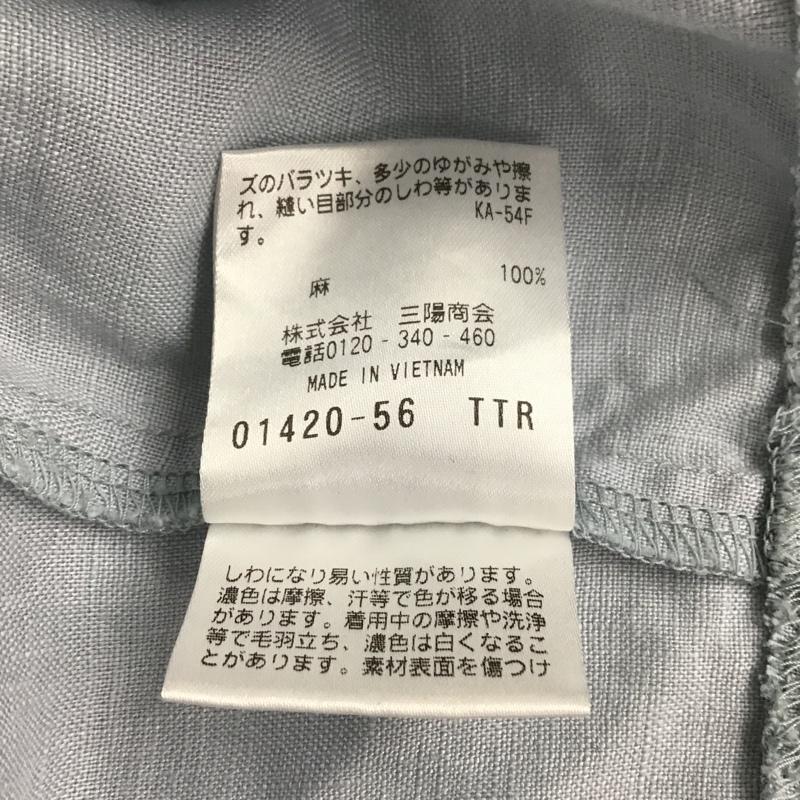 ズのバラツキ、多少のゆがみや擦
れ、縫い目部分のしわ等がありま
す。 KA-54F
麻 100%
株式会社 三陽商会
電話0120-340-460
MADE IN VIETNAM
01420-56 TTR
しわになり易い性質があります。
濃色は摩擦、汗等で色が移る場合
があります。着用中の摩擦や洗浄
等で毛羽立ち、濃色は白くなるこ
とがあります。素材表面を傷つけ